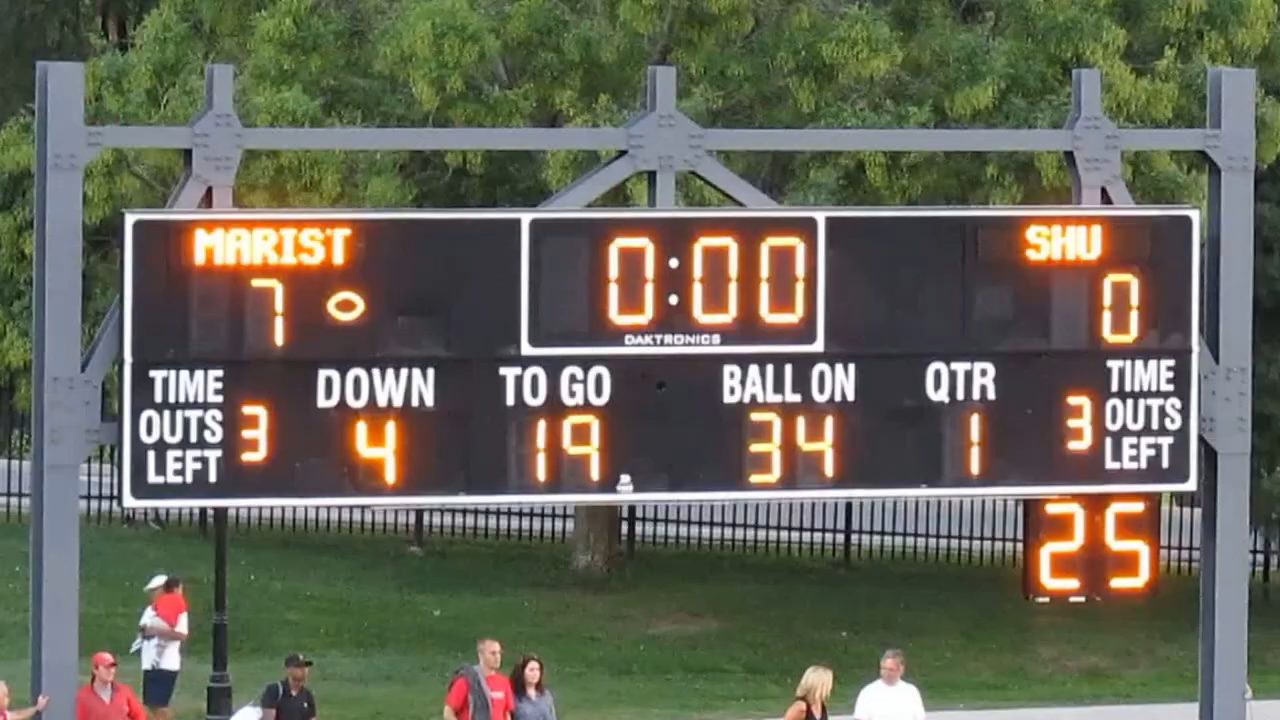 MARIST
7
0:00
DAKTRONICS
SHU
0
TIME OUTS LEFT
3
DOWN
4
TO GO
19
BALL ON
34
QTR
1
3
TIME OUTS LEFT
25